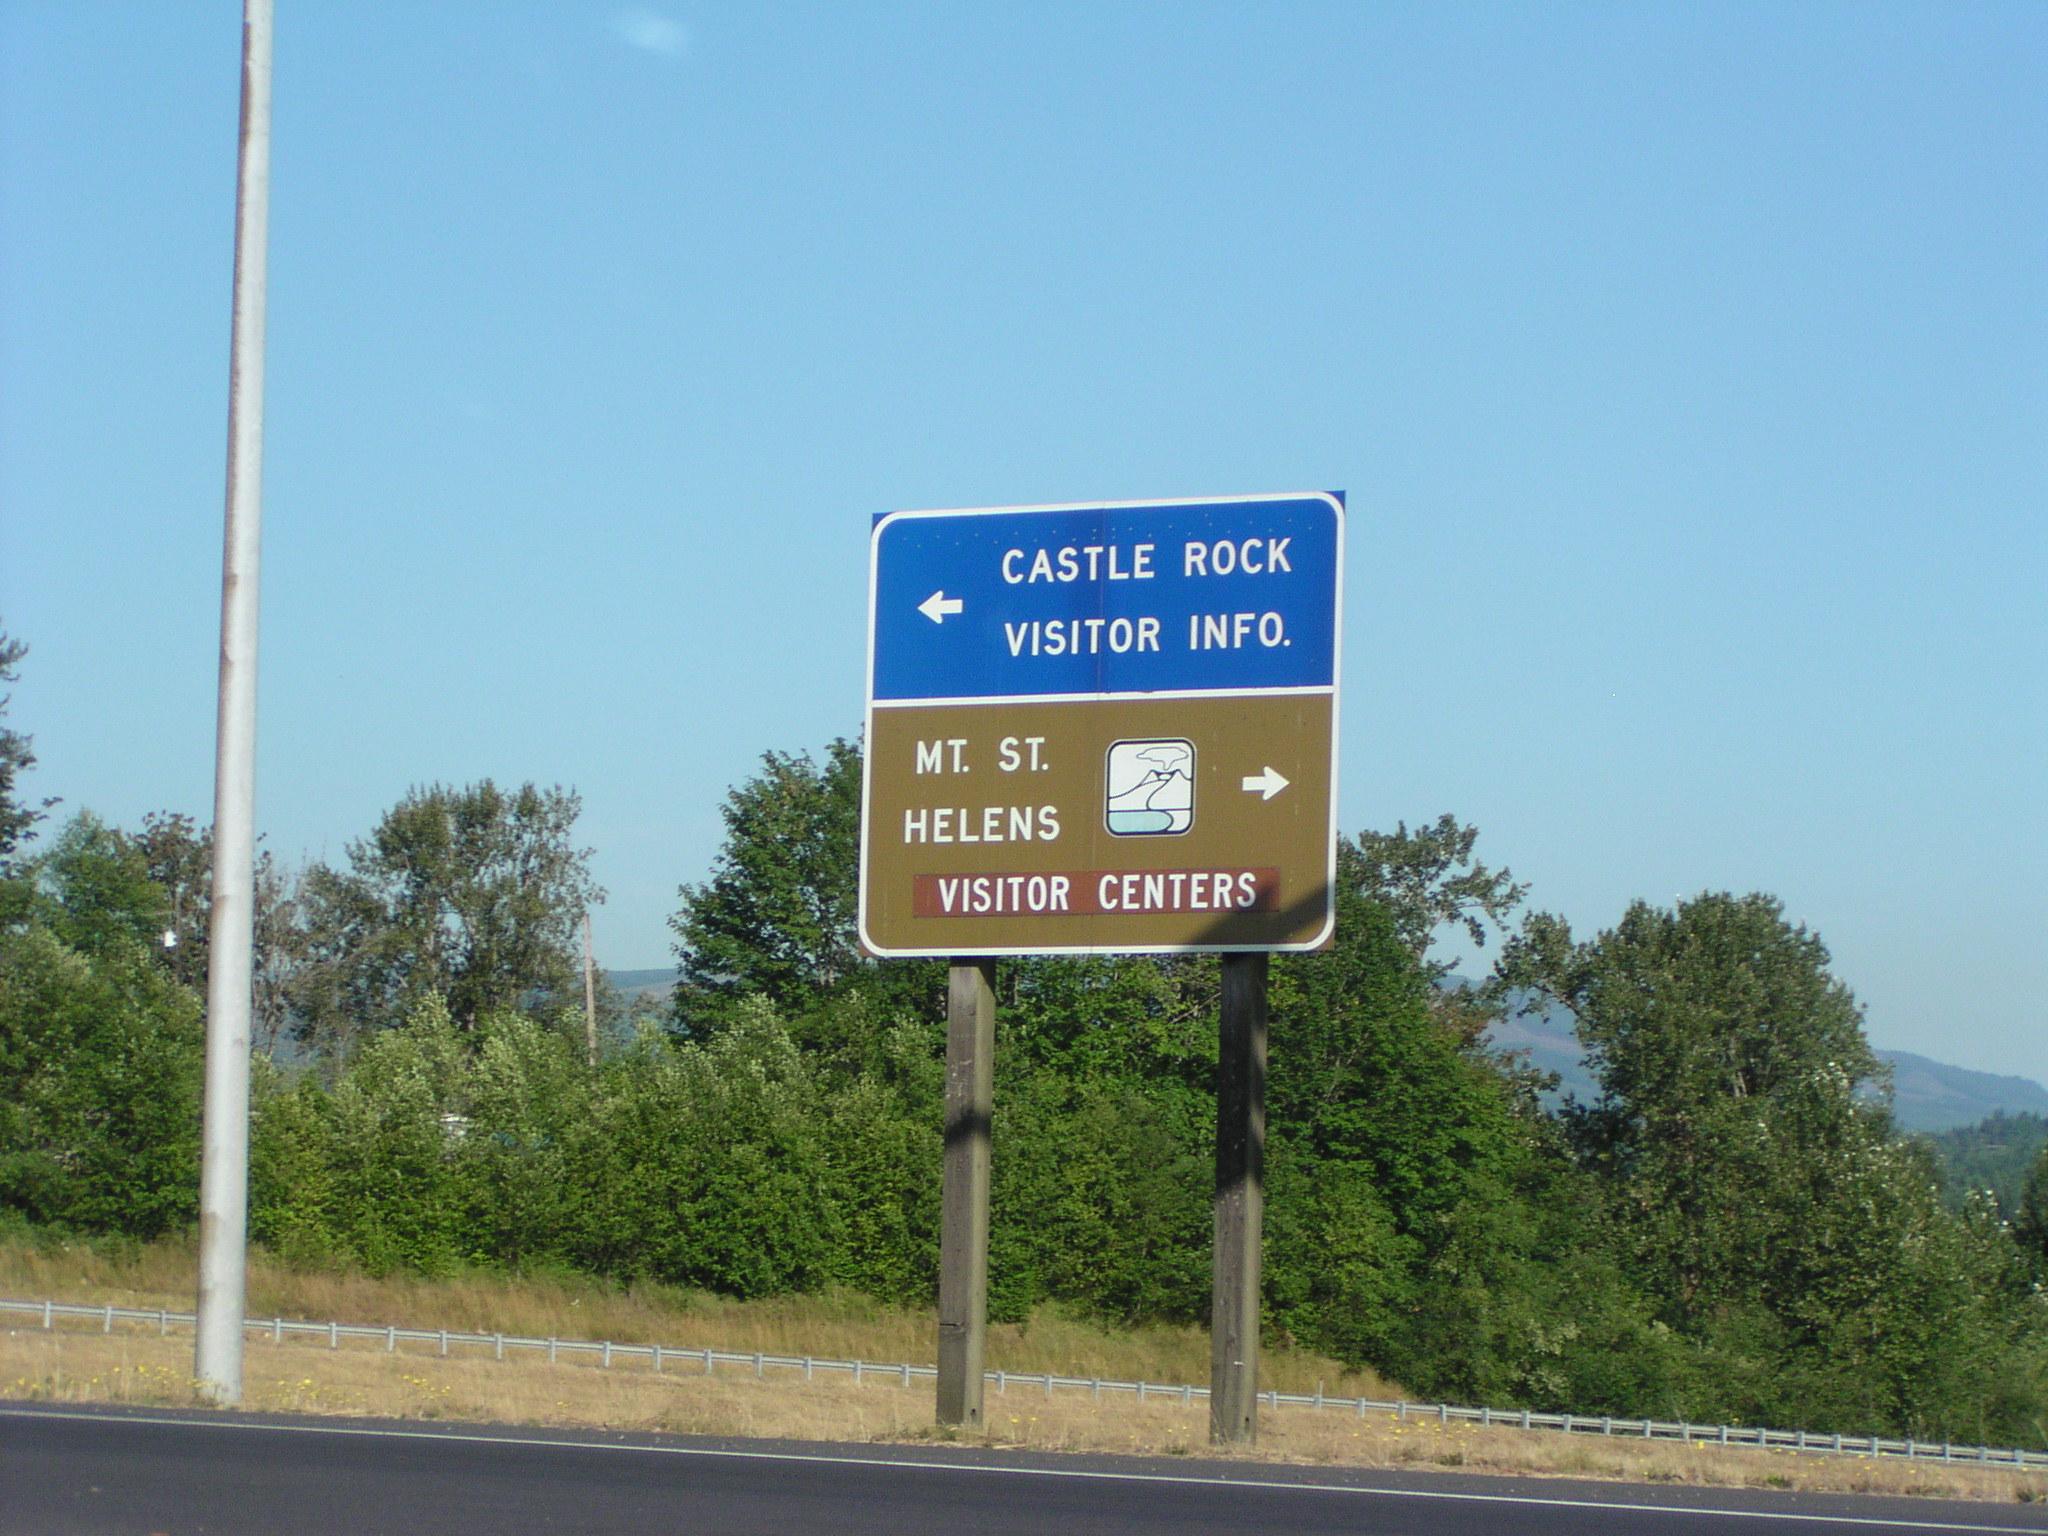 CASTLE ROCK
VISITOR INFO.
MT. ST.
HELENS
VISITOR CENTERS